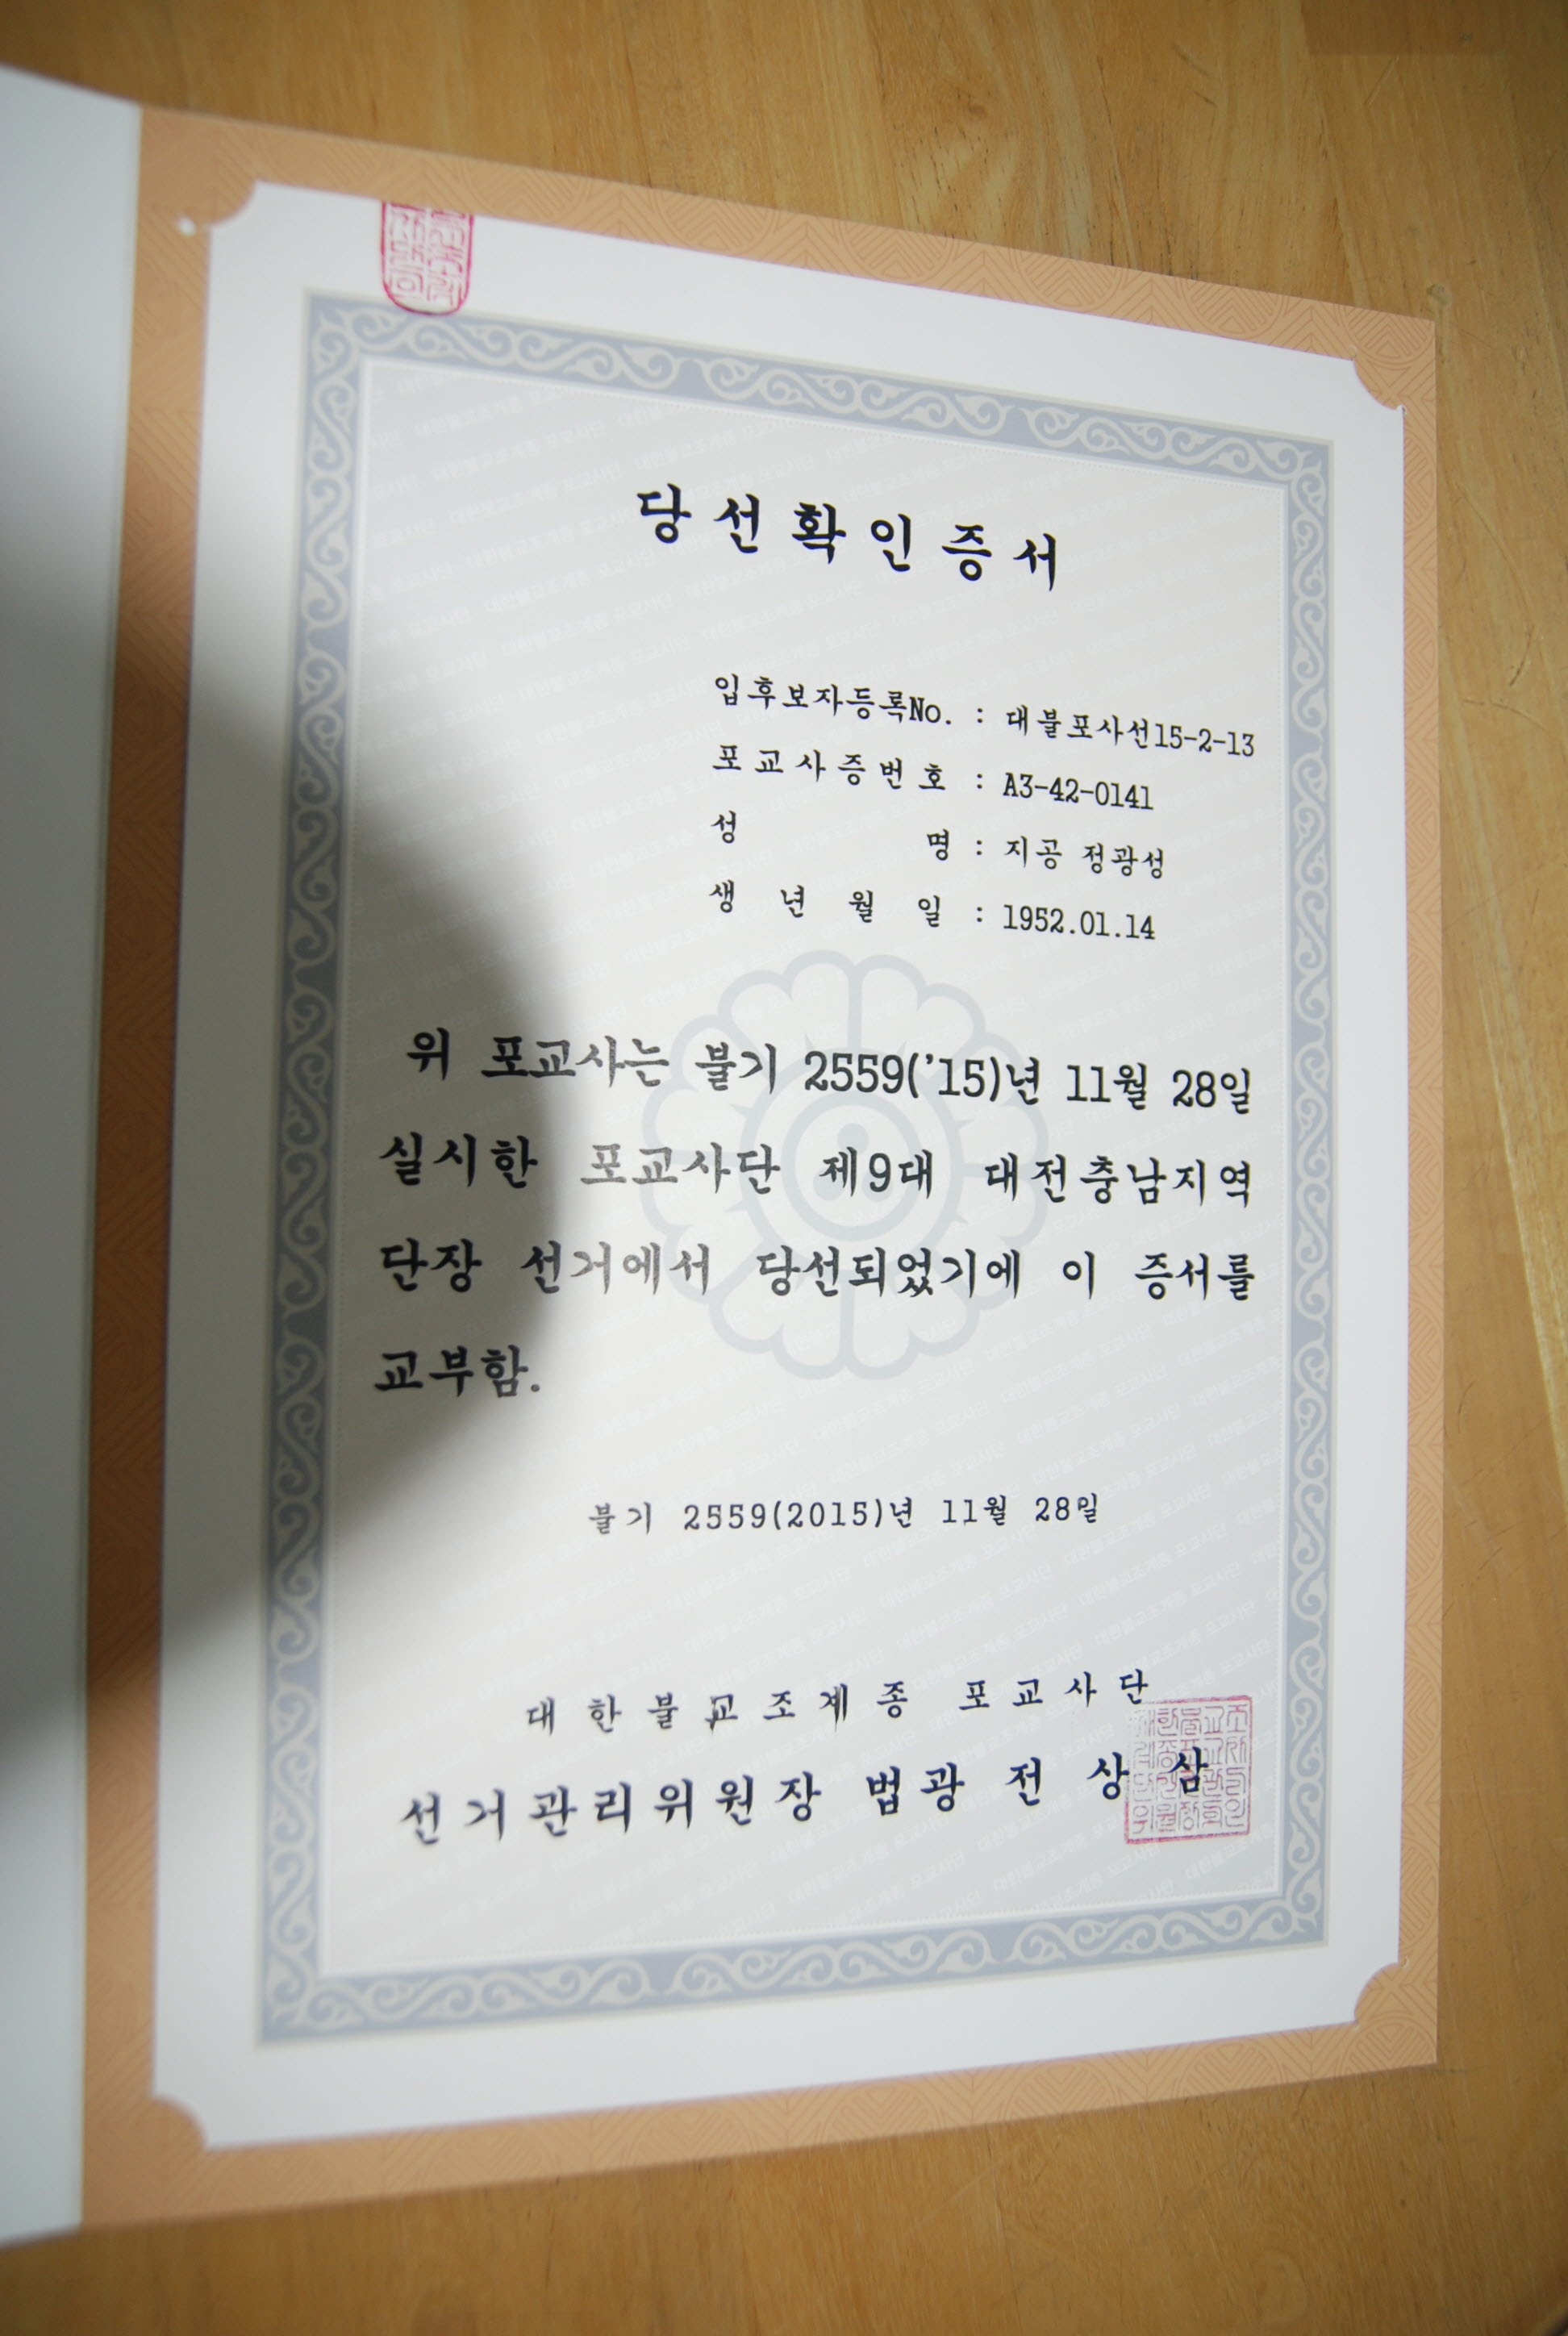 당선확인증서
입후보자등록No. : 대불포사선15-2-13
포교사증번호 : A3-42-0141
성 명 : 지공 정광성
생년월일 : 1952.01.14
위 포교사는 불기 2559('15)년 11월 28일
실시한 포교사단 제9대 대전충남지역
단장 선거에서 당선되었기에 이 증서를
교부함.
불기 2559(2015)년 11월 28일
대한불교조계종 포교사단
선거관리위원장 법광 전상삼